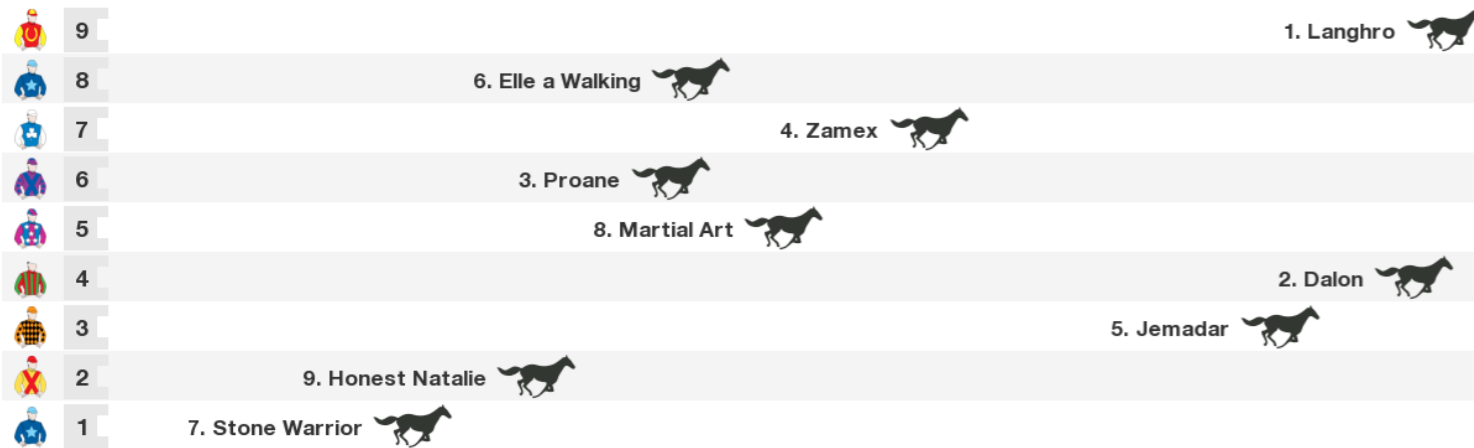 9 1. Langhro
8 6. Elle a Walking
7 4. Zamex
6 3. Proane
5 8. Martial Art
4 2. Dalon
3 5. Jemadar
2 9. Honest Natalie
1 7. Stone Warrior